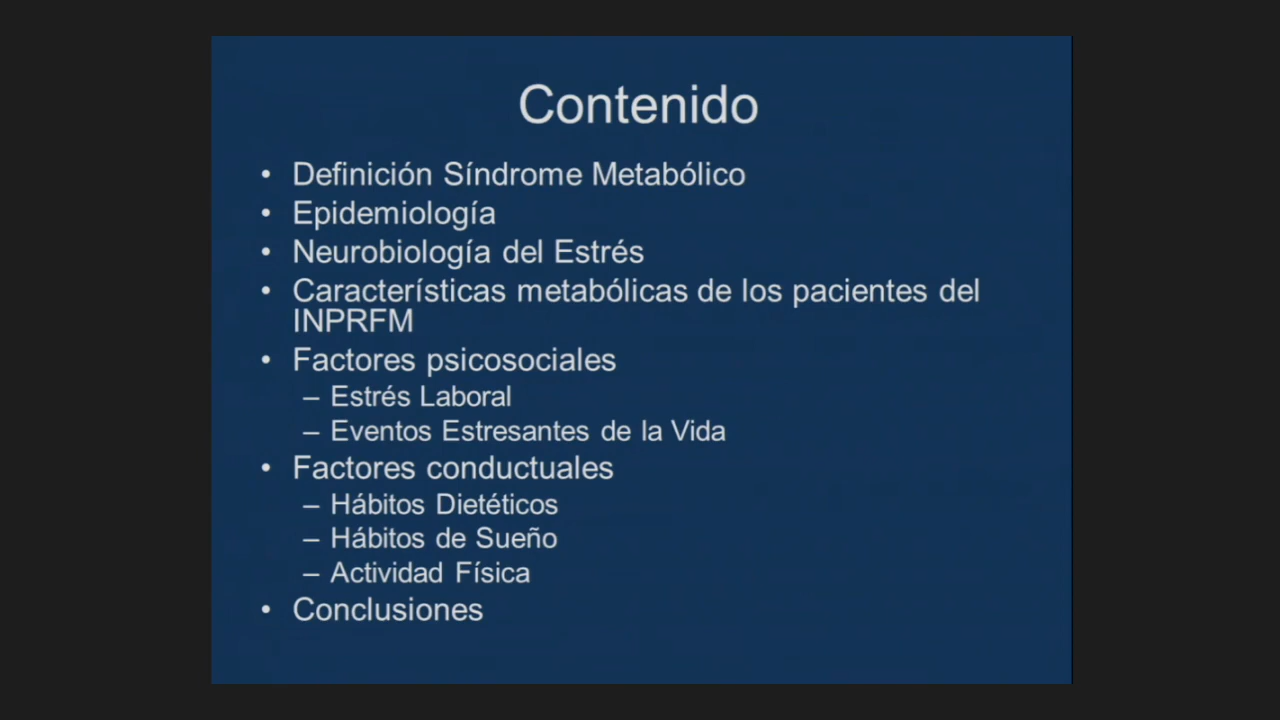 Contenido
• Definición Síndrome Metabólico
• Epidemiología
• Neurobiología del Estrés
• Características metabólicas de los pacientes del
INPRFM
• Factores psicosociales
– Estrés Laboral
– Eventos Estresantes de la Vida
• Factores conductuales
– Hábitos Dietéticos
– Hábitos de Sueño
– Actividad Física
• Conclusiones